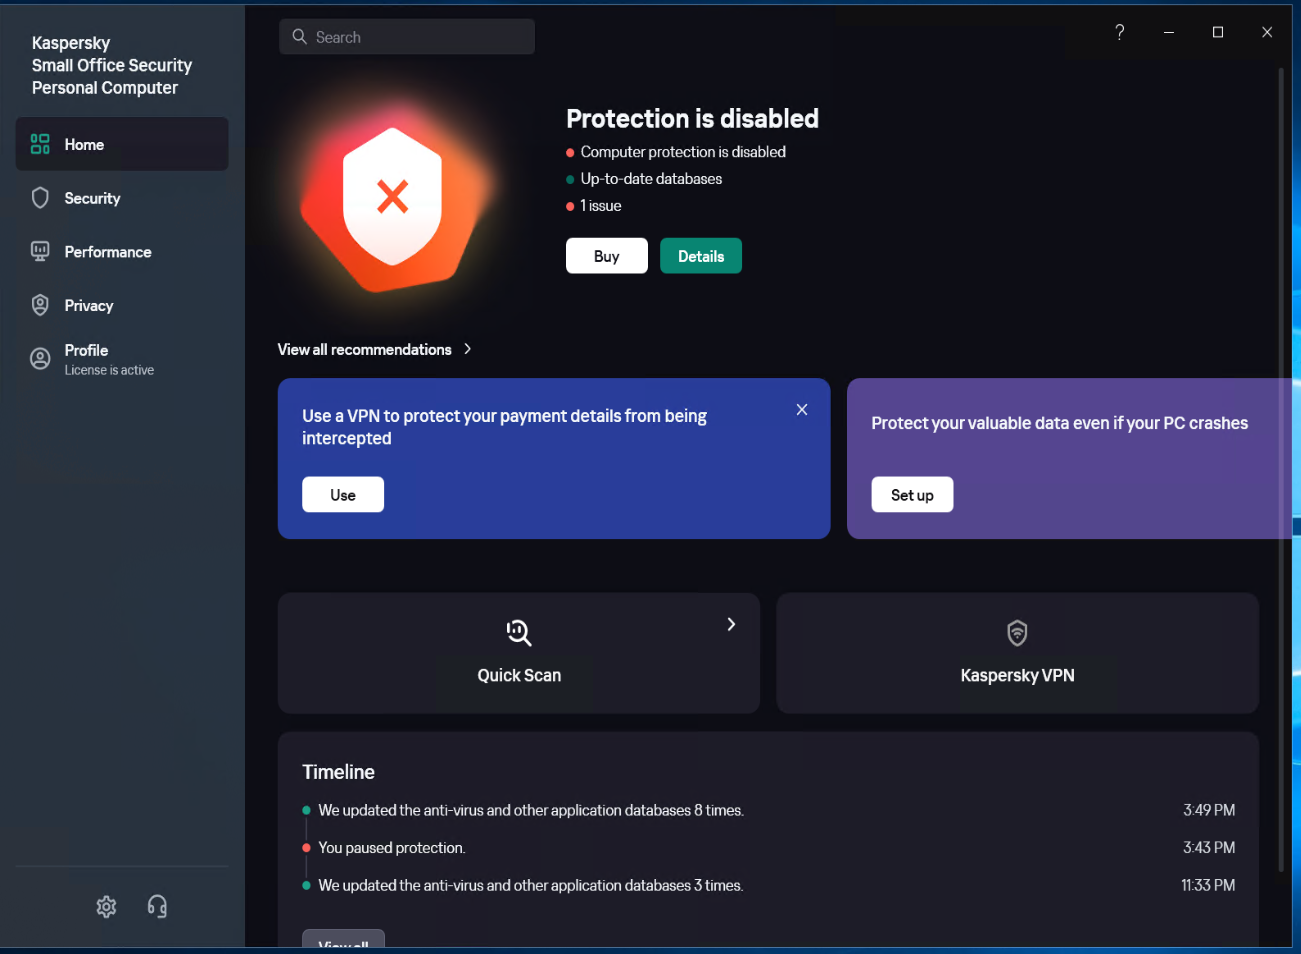 Kaspersky
Small Office Security
Personal Computer
Search
?
Home
Security
Performance
Privacy
Profile
License is active
Protection is disabled
Computer protection is disabled
Up-to-date databases
1 issue
Buy
Details
View all recommendations
Use a VPN to protect your payment details from being
intercepted
Use
Protect your valuable data even if your PC crashes
Set up
Quick Scan
Kaspersky VPN
Timeline
We updated the anti-virus and other application databases 8 times.
3:49 PM
You paused protection.
3:43 PM
We updated the anti-virus and other application databases 3 times.
11:33 PM
View all